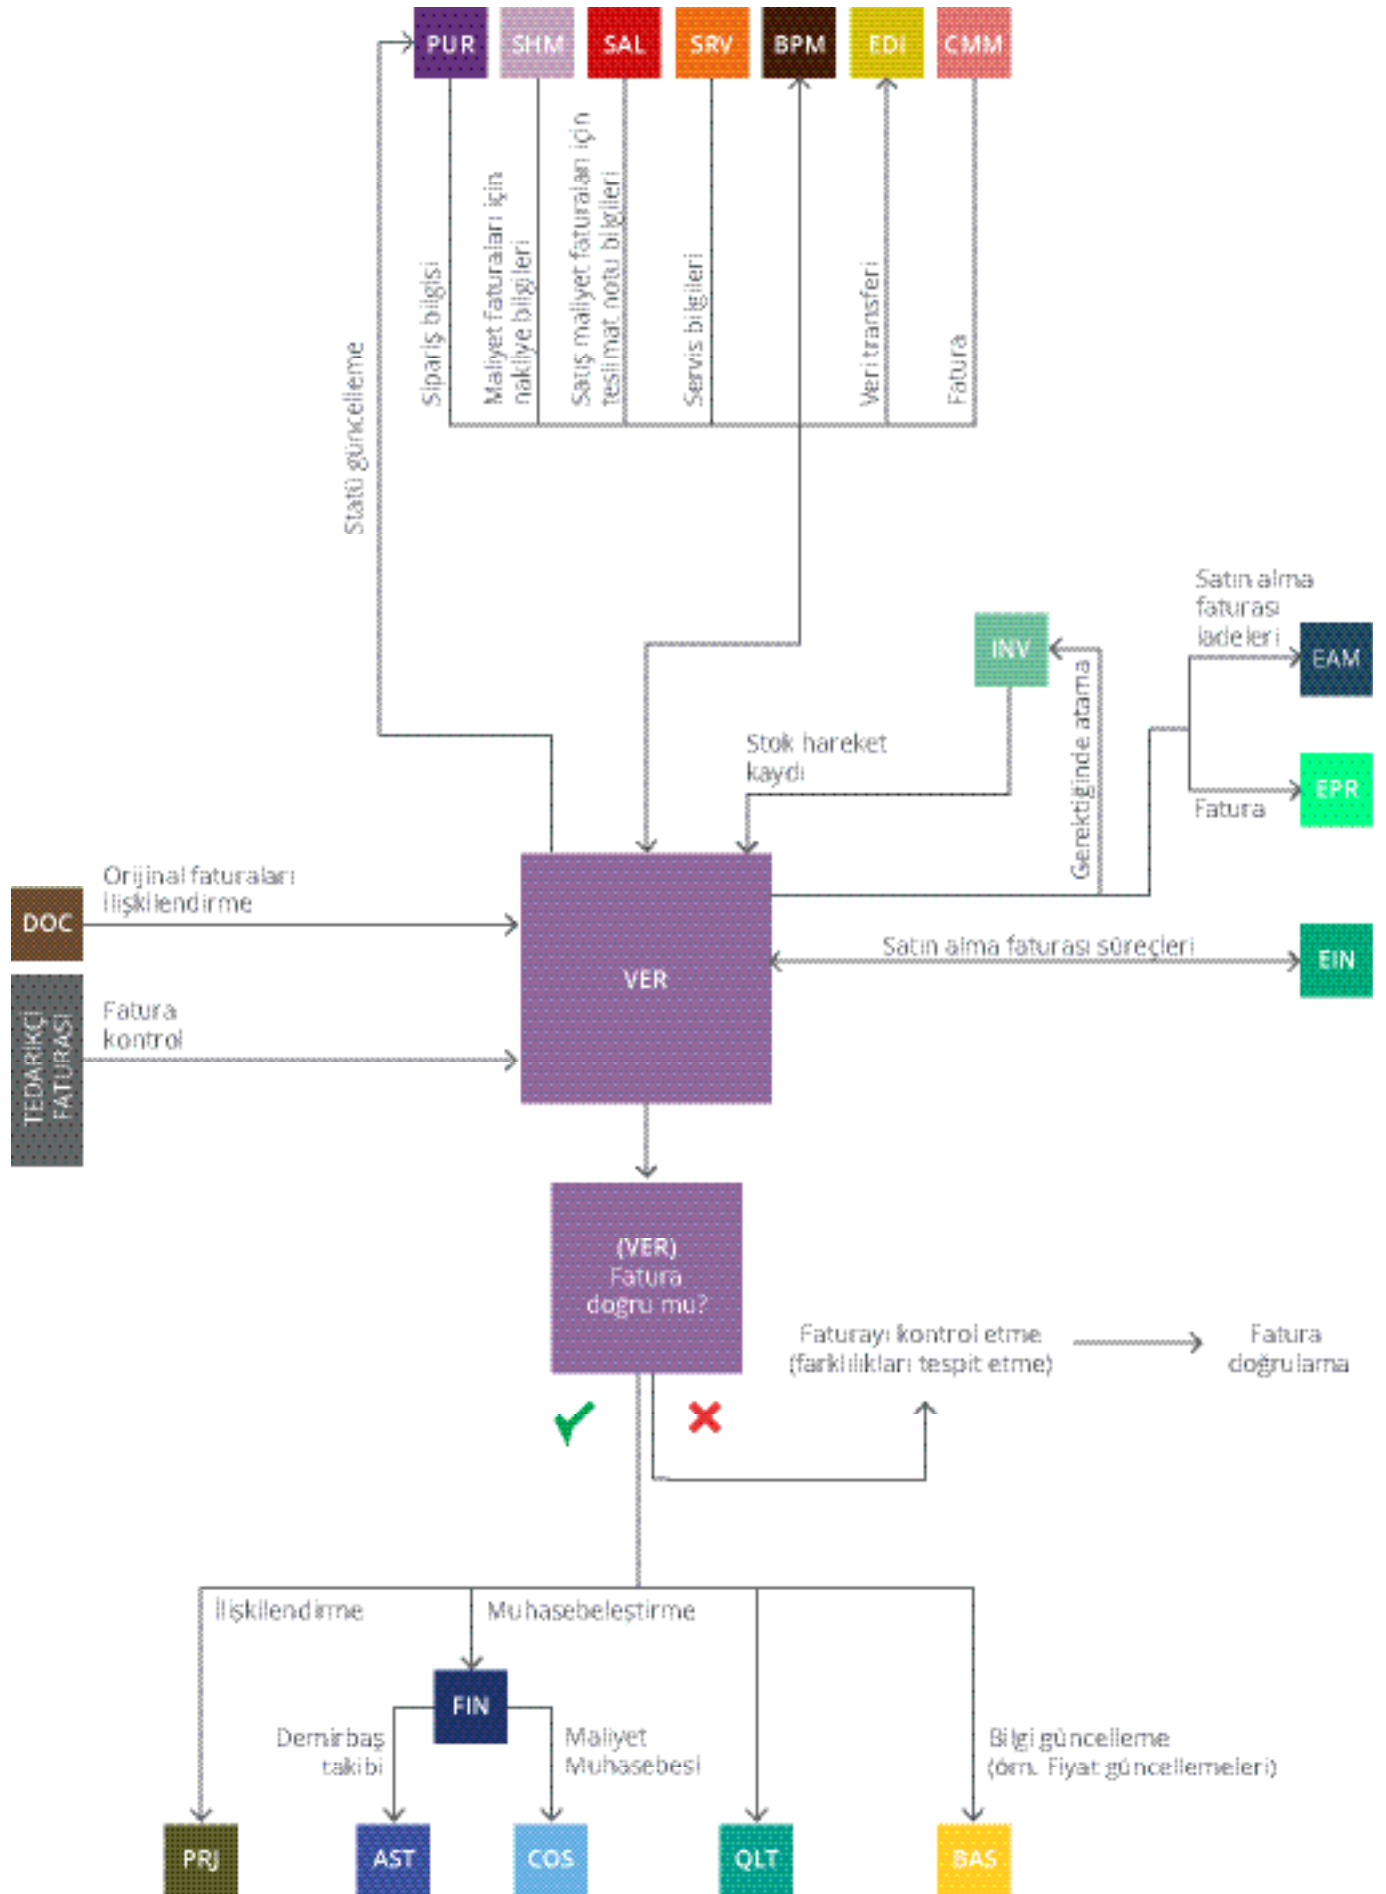 PUR
SHM
SAL
SRV
BPM
EDI
CMM
Statü güncelleme
Sipariş bilgisi
Maliyet faturaları için
nakliye bilgileri
Satış maliyet faturaları için
teslimat notu bilgileri
Servis bilgileri
Veri transferi
Fatura
Satın alma
faturası
iadeleri
INV
EAM
Gerektiğinde atama
Stok hareket
kaydı
EPR
Fatura
Orijinal faturaları
ilişkilendirme
DOC
Satın alma faturası süreçleri
EIN
VER
Fatura
kontrol
TEDARİKÇİ
FATURASI
(VER)
Fatura
doğru mu?
Faturayı kontrol etme
(farklılıkları tespit etme)
Fatura
doğrulama
İlişkilendirme
Muhasebeleştirme
FIN
Demirbaş
takibi
Maliyet
Muhasebesi
Bilgi güncelleme
(örn. Fiyat güncellemeleri)
PRJ
AST
COS
QLT
BAS